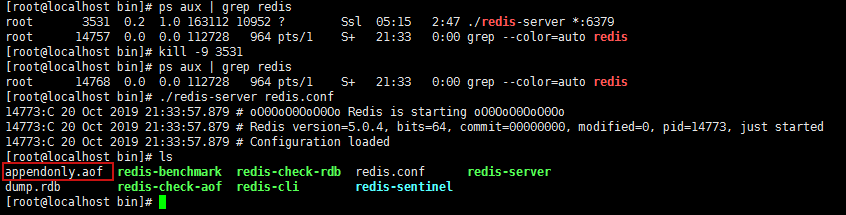 [root@localhost bin]# ps aux | grep redis
root       3531  0.2  1.0 163112 10952 ?        Ssl  05:15   2:47 ./redis-server *:6379
root      14757  0.0  0.0 112728   964 pts/1    S+   21:33   0:00 grep --color=auto redis
[root@localhost bin]# kill -9 3531
[root@localhost bin]# ps aux | grep redis
root      14768  0.0  0.0 112728   964 pts/1    S+   21:33   0:00 grep --color=auto redis
[root@localhost bin]# ./redis-server redis.conf
14773:C 20 Oct 2019 21:33:57.879 # oO0OoO0OoO0Oo Redis is starting oO0OoO0OoO0Oo
14773:C 20 Oct 2019 21:33:57.879 # Redis version=5.0.4, bits=64, commit=00000000, modified=0, pid=14773, just started
14773:C 20 Oct 2019 21:33:57.879 # Configuration loaded
[root@localhost bin]# ls
appendonly.aof  redis-benchmark  redis-check-rdb  redis.conf      redis-server
dump.rdb        redis-check-aof  redis-cli        redis-sentinel
[root@localhost bin]#